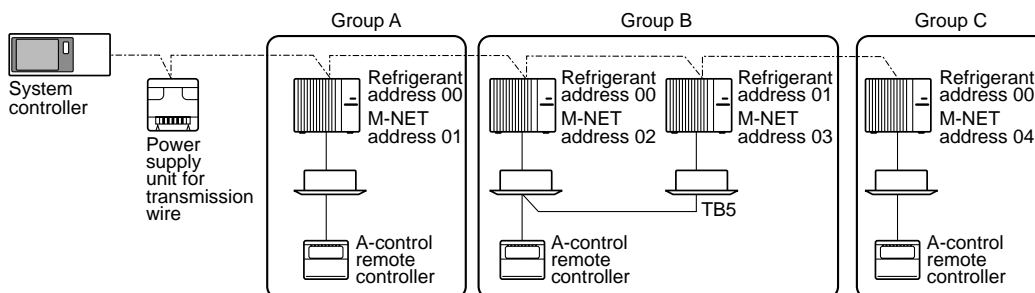 Group A
Group B
Group C
System
controller
Power
supply
unit for
transmission
wire
Refrigerant
address 00
M-NET
address 01
A-control
remote
controller
Refrigerant
address 00
M-NET
address 02
Refrigerant
address 01
M-NET
address 03
TB5
A-control
remote
controller
Refrigerant
address 00
M-NET
address 04
A-control
remote
controller